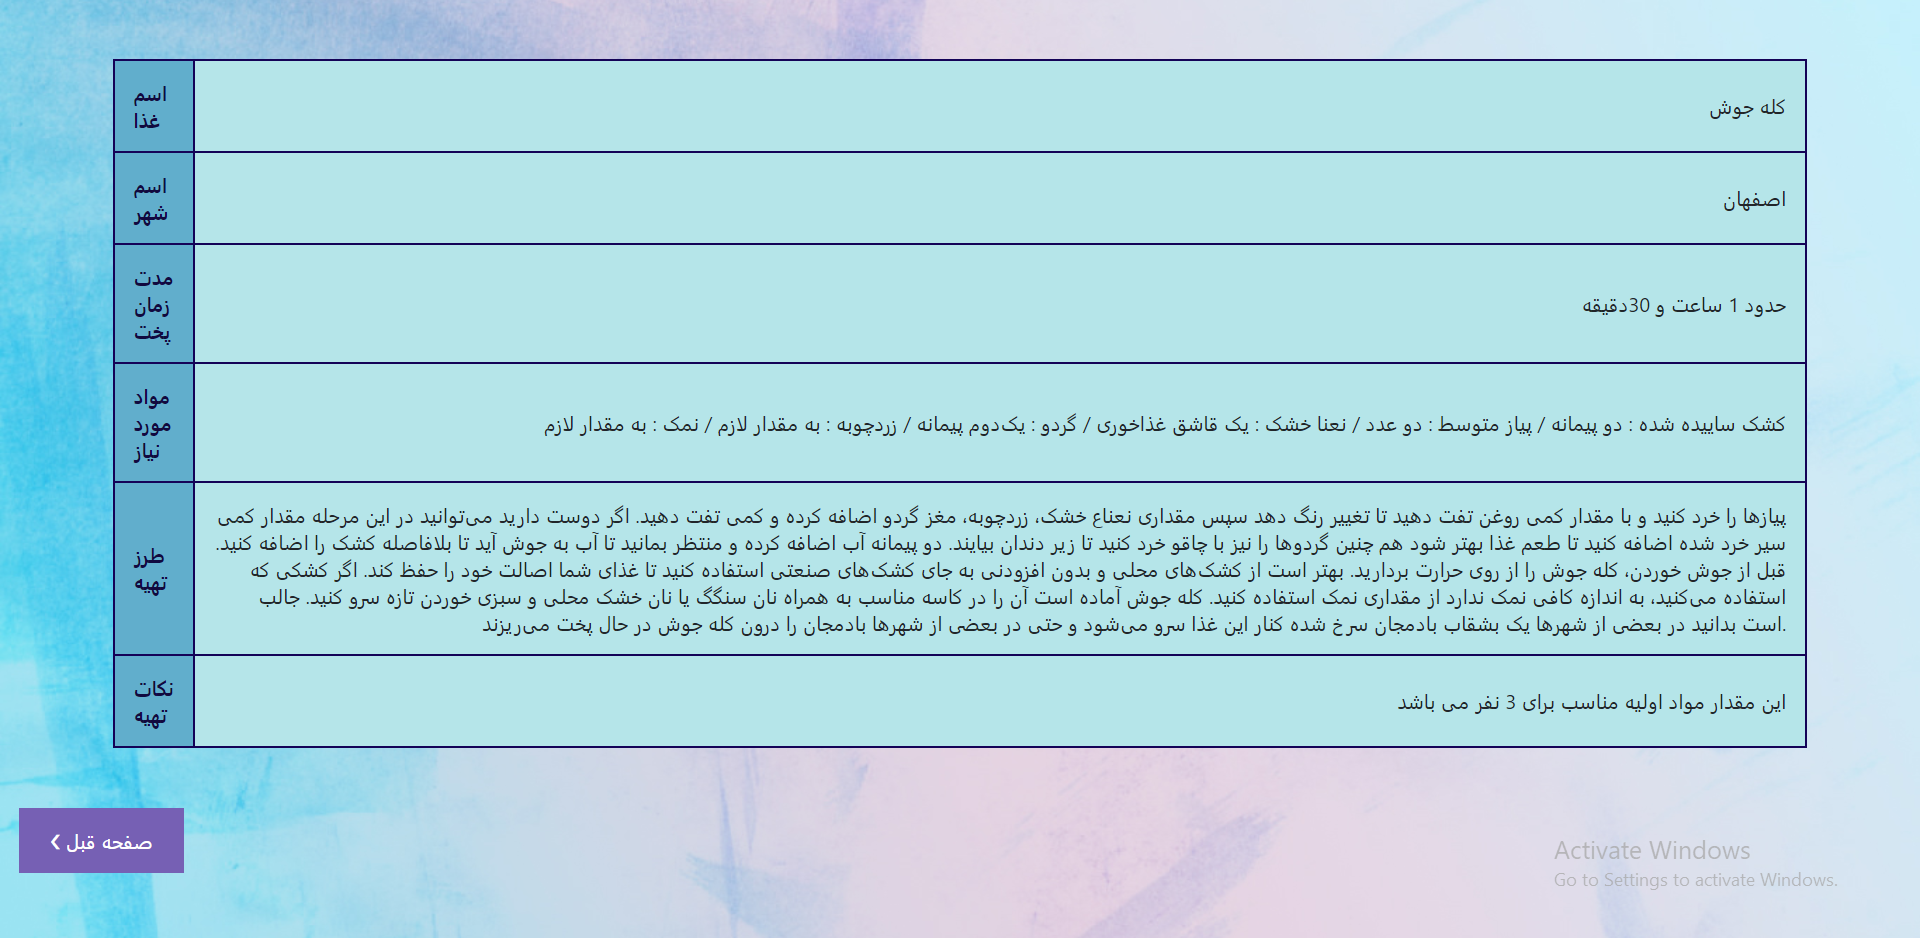 اسم
غذا
کله جوش
اسم
شهر
اصفهان
مدت
زمان
پخت
حدود 1 ساعت و 30دقیقه
مواد
مورد
نیاز
کشک ساییده شده : دو پیمانه / پیاز متوسط : دو عدد / نعنا خشک : یک قاشق غذاخوری / گردو : یک‌دوم پیمانه / زردچوبه : به مقدار لازم / نمک : به مقدار لازم
طرز
تهیه
پیازها را خرد کنید و با مقدار کمی روغن تفت دهید تا تغییر رنگ دهد سپس مقداری نعناع خشک، زردچوبه، مغز گردو اضافه کرده و کمی تفت دهید. اگر دوست دارید می‌توانید در این مرحله مقدار کمی
سیر خرد شده اضافه کنید تا طعم غذا بهتر شود هم چنین گردوها را نیز با چاقو خرد کنید تا زیر دندان بیایند. دو پیمانه آب اضافه کرده و منتظر بمانید تا آب به جوش آید تا بلافاصله کشک را اضافه کنید.
قبل از جوش خوردن، کله جوش را از روی حرارت بردارید. بهتر است از کشک‌های محلی و بدون افزودنی به جای کشک‌های صنعتی استفاده کنید تا غذای شما اصالت خود را حفظ کند. اگر کشکی که
استفاده می‌کنید، به اندازه کافی نمک ندارد از مقداری نمک استفاده کنید. کله جوش آماده است آن را در کاسه مناسب به همراه نان سنگگ یا نان خشک محلی و سبزی خوردن تازه سرو کنید. جالب
.است بدانید در بعضی از شهرها یک بشقاب بادمجان سرخ شده کنار این غذا سرو می‌شود و حتی در بعضی از شهرها بادمجان را درون کله جوش در حال پخت می‌ریزند
نکات
تهیه
این مقدار مواد اولیه مناسب برای 3 نفر می باشد
صفحه قبل ❮
Activate Windows
Go to Settings to activate Windows.